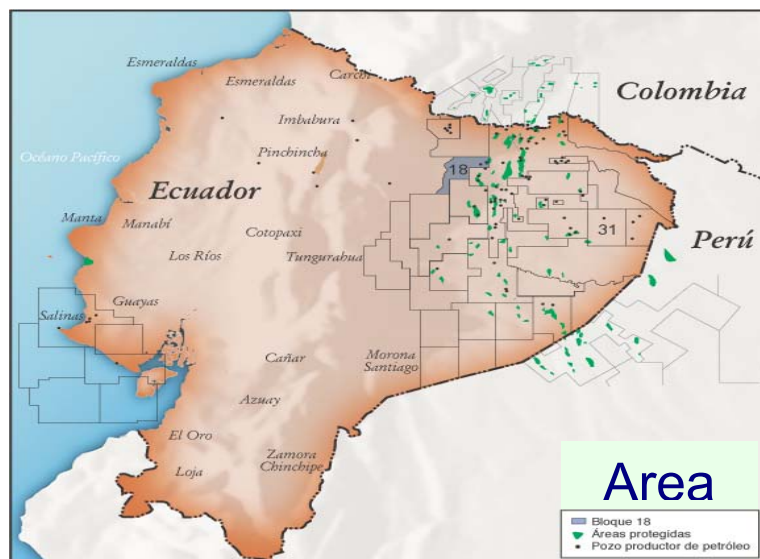 Esmeraldas
Esmeraldas
Carchi
Colombia
Imbabura
Océano Pacífico
Pinchincha
18
Ecuador
Manta
Manabí
Cotopaxi
31
Perú
Los Ríos
Tungurahua
Guayas
Salinas
Cañar
Morona
Santiago
Azuay
El Oro
Zamora
Chinchipe
Loja
Area
Bloque 18
Áreas protegidas
Pozo productor de petróleo